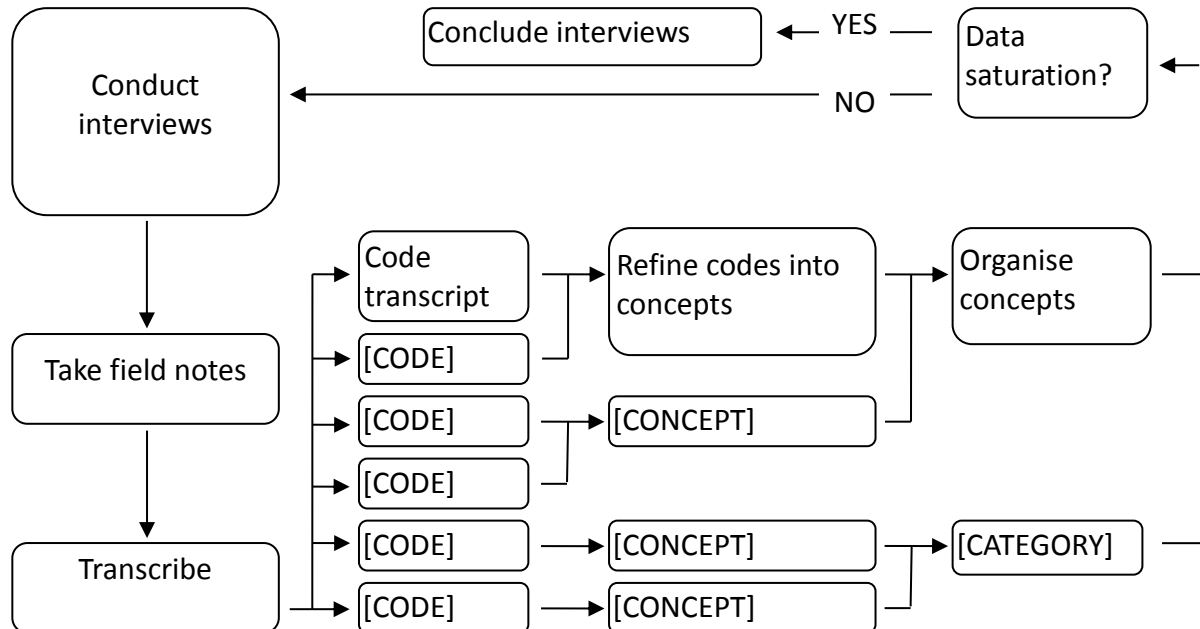 Conduct
interviews
Conclude interviews
YES
NO
Data
saturation?
Take field notes
Transcribe
Code
transcript
[CODE]
[CODE]
[CODE]
[CODE]
[CODE]
Refine codes into
concepts
[CONCEPT]
[CONCEPT]
[CONCEPT]
Organise
concepts
[CATEGORY]